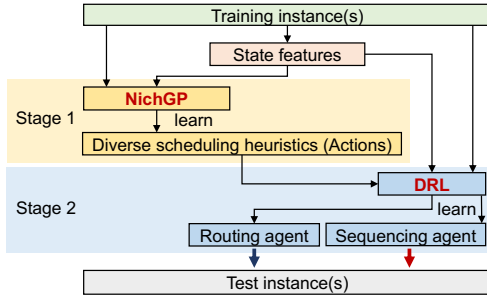 Training instance(s)
State features
Stage 1
NichGP
learn
Diverse scheduling heuristics (Actions)
Stage 2
DRL
learn
Routing agent
Sequencing agent
Test instance(s)